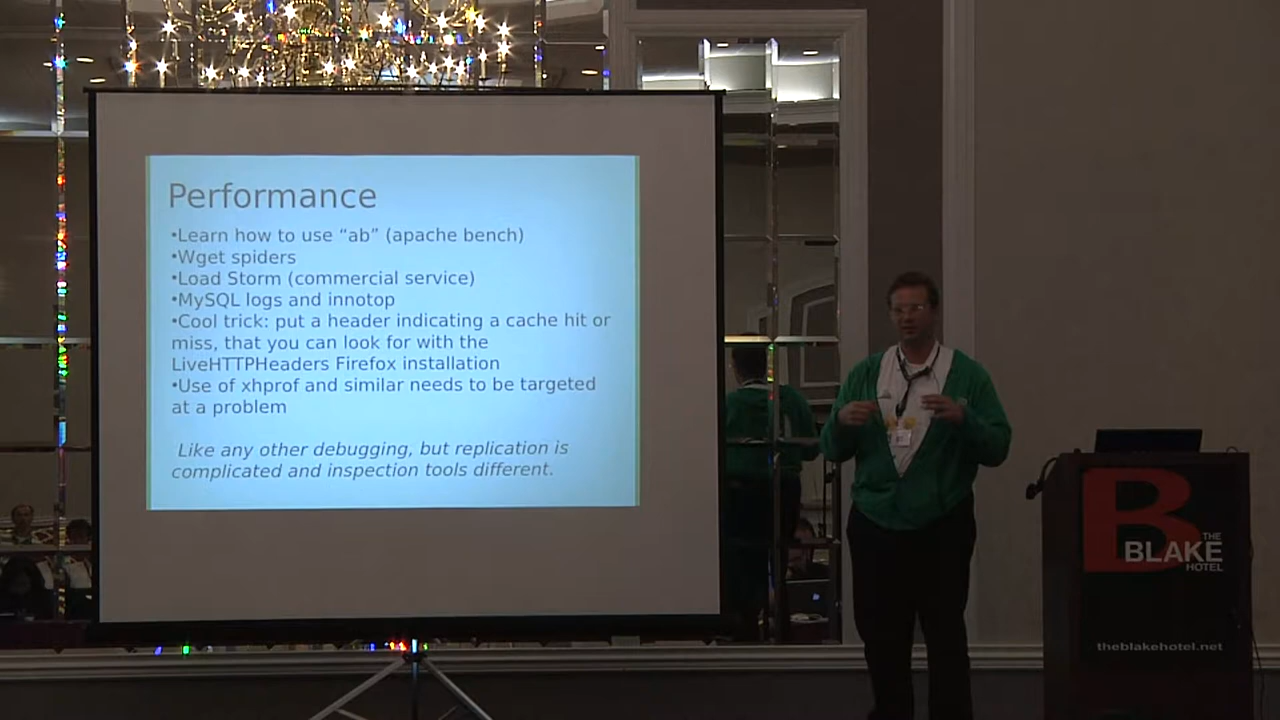 Performance
•Learn how to use “ab” (apache bench)
•Wget spiders
•Load Storm (commercial service)
•MySQL logs and innotop
•Cool trick: put a header indicating a cache hit or
miss, that you can look for with the
LiveHTTPHeaders Firefox installation
•Use of xhprof and similar needs to be targeted
at a problem
Like any other debugging, but replication is
complicated and inspection tools different.
B
THE
BLAKE
HOTEL
theblakehotel.net